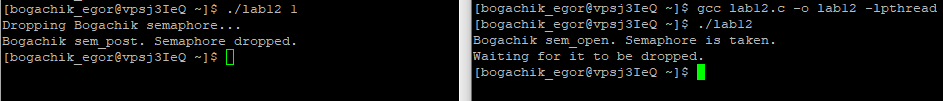 [bogachik_egor@vpsj3IeQ ~]$ ./lab12 1
Dropping Bogachik semaphore...
Bogachik sem_post. Semaphore dropped.
[bogachik_egor@vpsj3IeQ ~]$
[bogachik_egor@vpsj3IeQ ~]$ gcc lab12.c -o lab12 -lpthread
[bogachik_egor@vpsj3IeQ ~]$ ./lab12
Bogachik sem_open. Semaphore is taken.
Waiting for it to be dropped.
[bogachik_egor@vpsj3IeQ ~]$